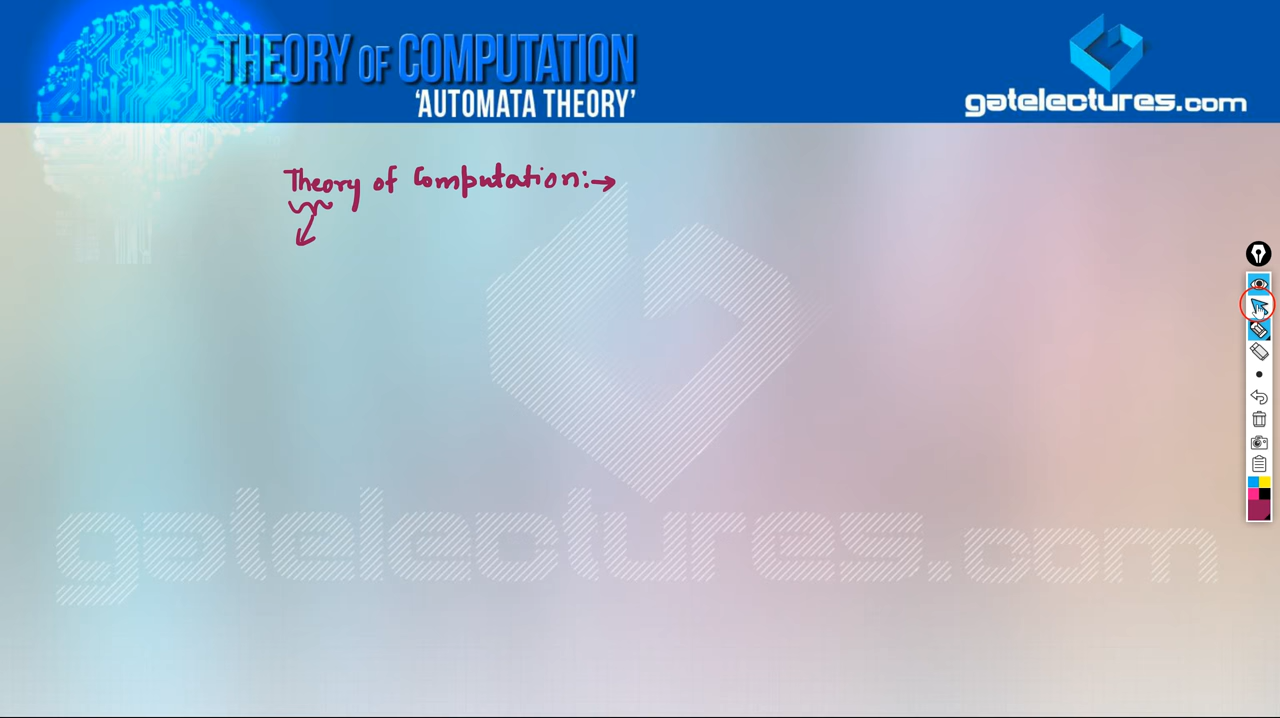 THEORY OF COMPUTATION
'AUTOMATA THEORY'
gatelectures.com
Theory of Computation:→
gatelectures.com